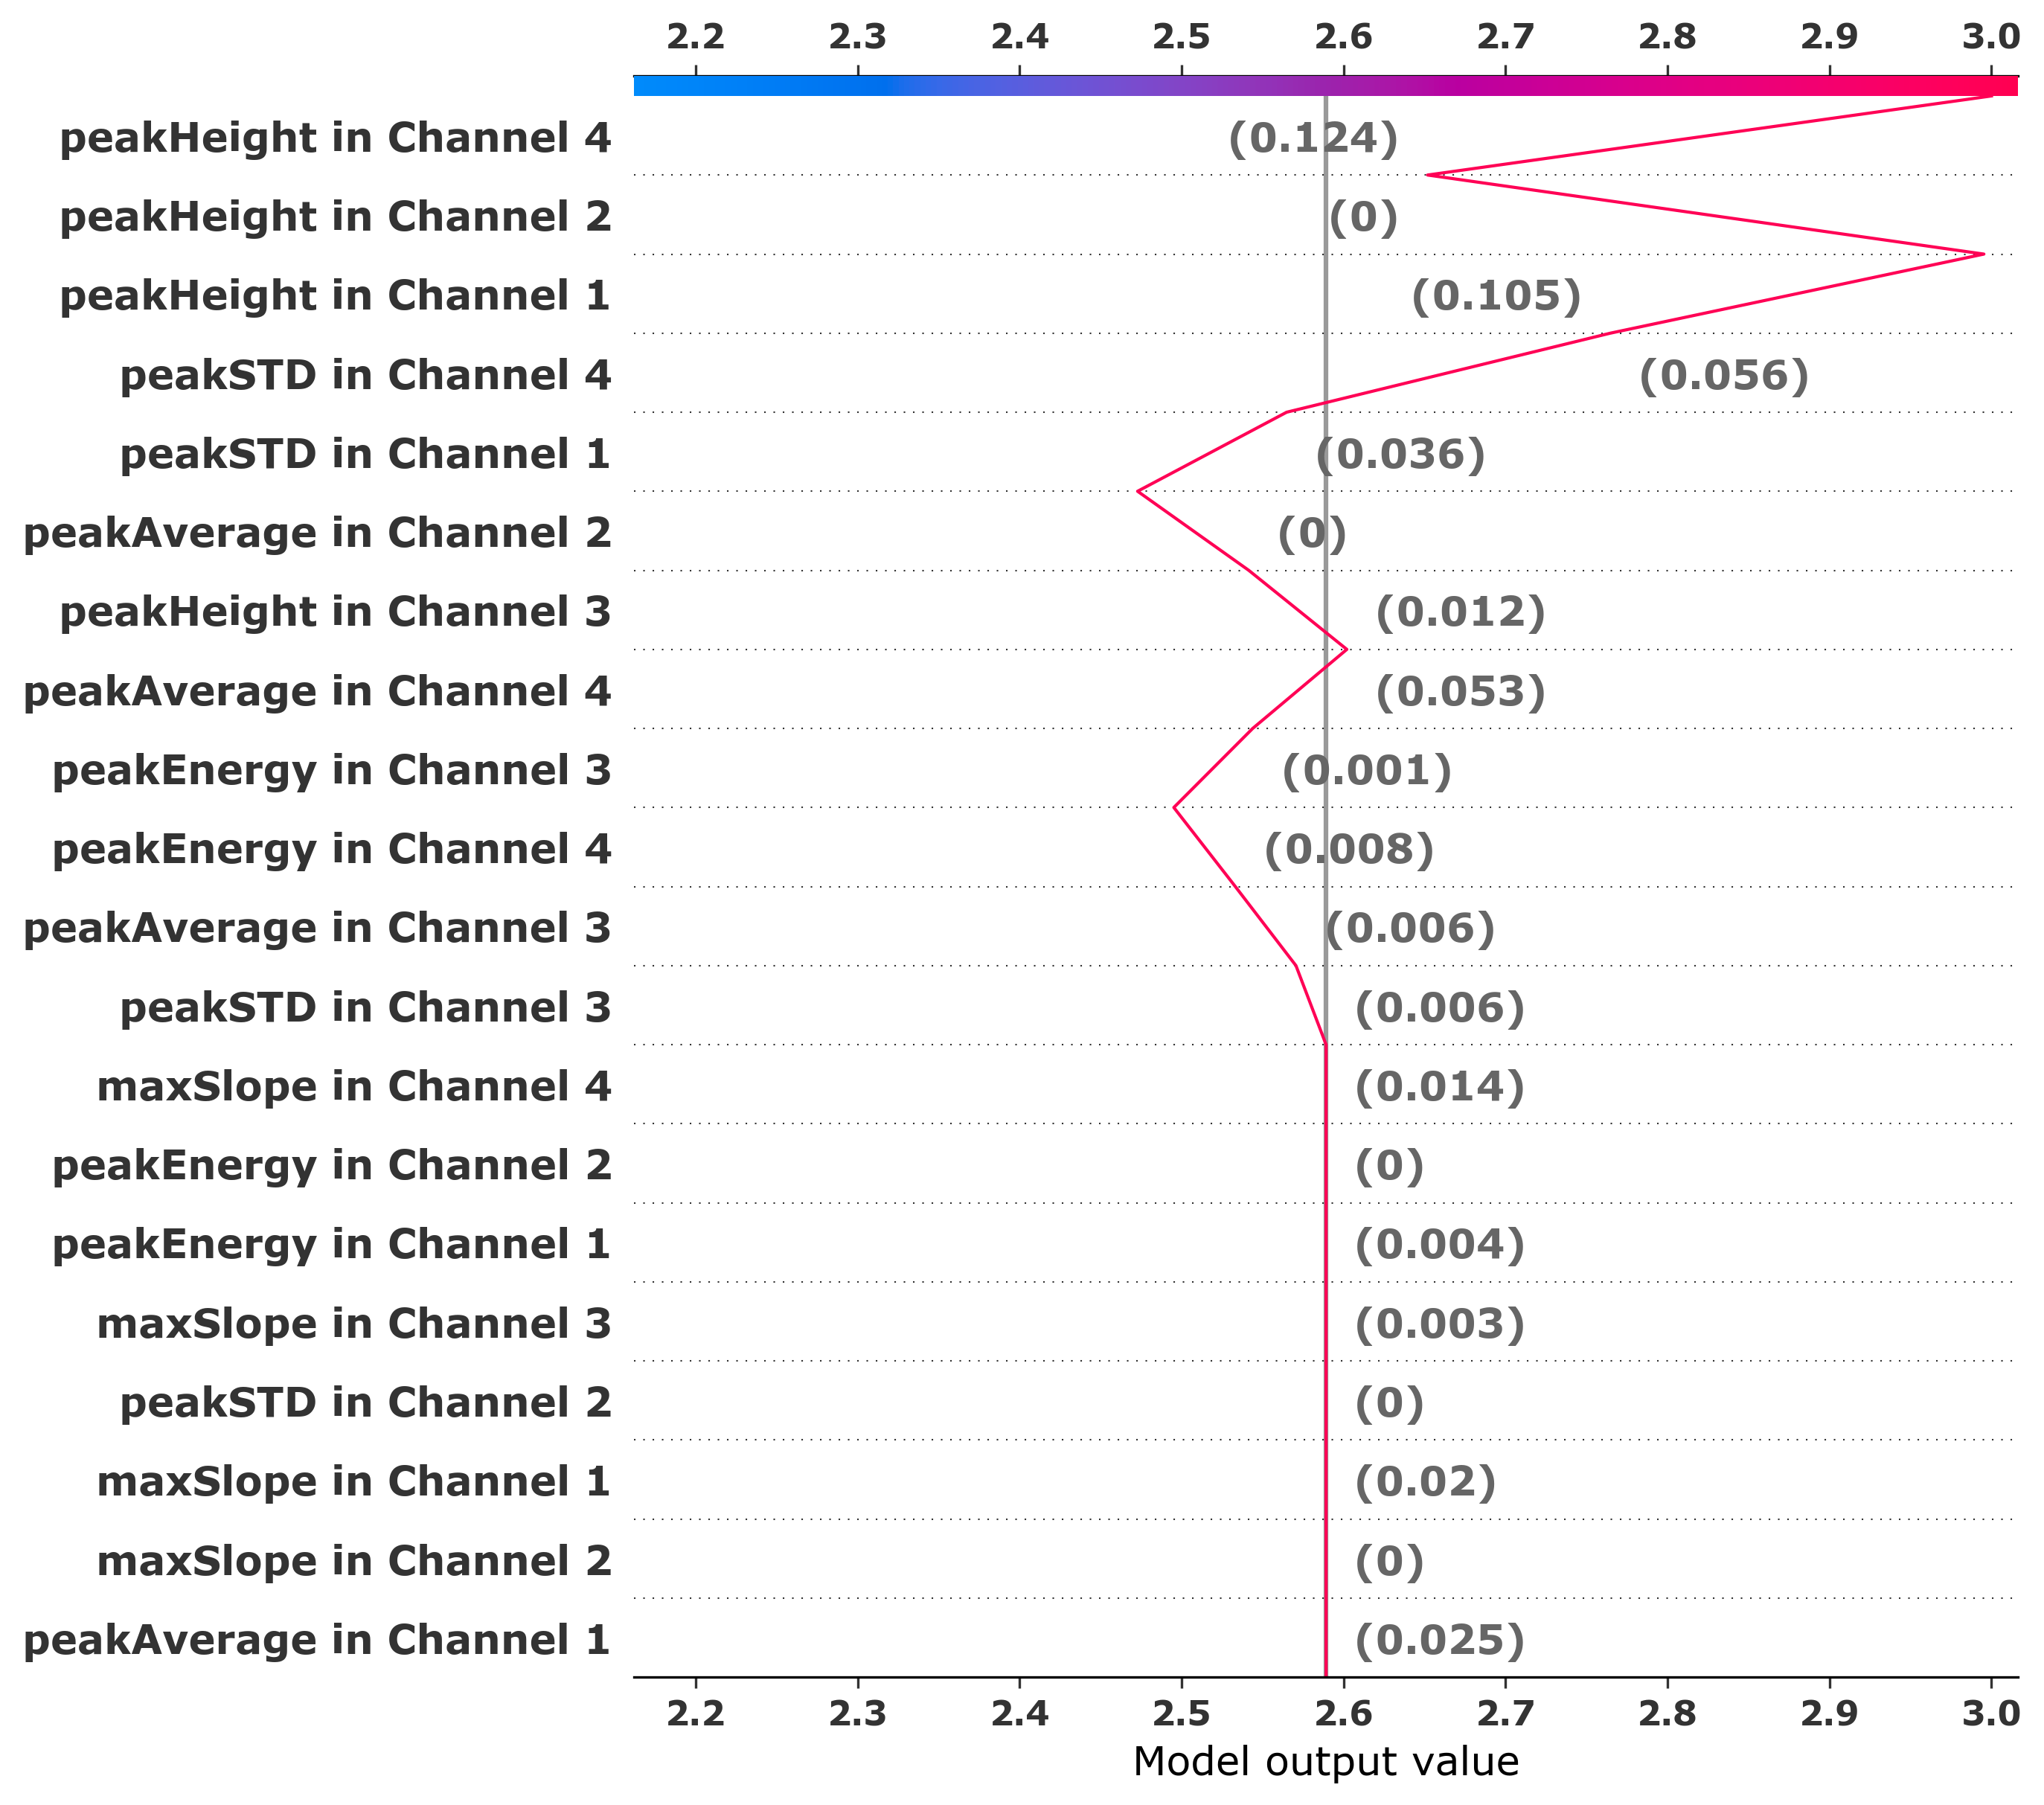 2.2 2.3 2.4 2.5 2.6 2.7 2.8 2.9 3.0
peakHeight in Channel 4 (0.124)
peakHeight in Channel 2 (0)
peakHeight in Channel 1 (0.105)
peakSTD in Channel 4 (0.056)
peakSTD in Channel 1 (0.036)
peakAverage in Channel 2 (0)
peakHeight in Channel 3 (0.012)
peakAverage in Channel 4 (0.053)
peakEnergy in Channel 3 (0.001)
peakEnergy in Channel 4 (0.008)
peakAverage in Channel 3 (0.006)
peakSTD in Channel 3 (0.006)
maxSlope in Channel 4 (0.014)
peakEnergy in Channel 2 (0)
peakEnergy in Channel 1 (0.004)
maxSlope in Channel 3 (0.003)
peakSTD in Channel 2 (0)
maxSlope in Channel 1 (0.02)
maxSlope in Channel 2 (0)
peakAverage in Channel 1 (0.025)
2.2 2.3 2.4 2.5 2.6 2.7 2.8 2.9 3.0
Model output value